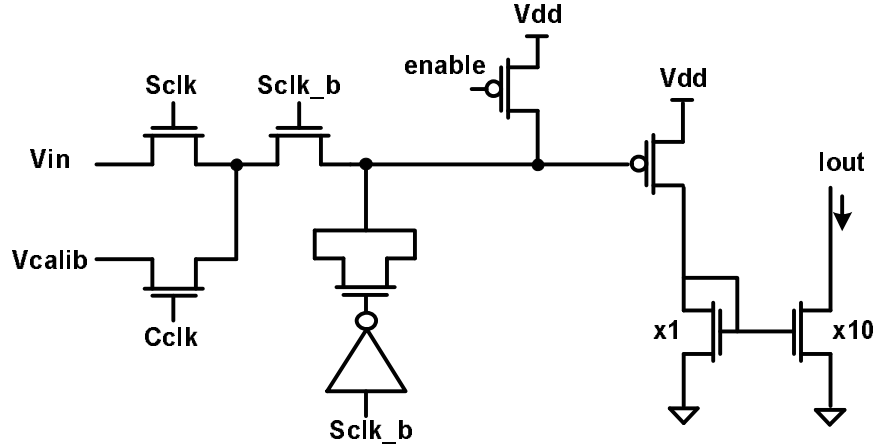 Vdd
enable
Vdd
Sclk
Sclk_b
Vin
Iout
Vcalib
Cclk
x1
x10
Sclk_b